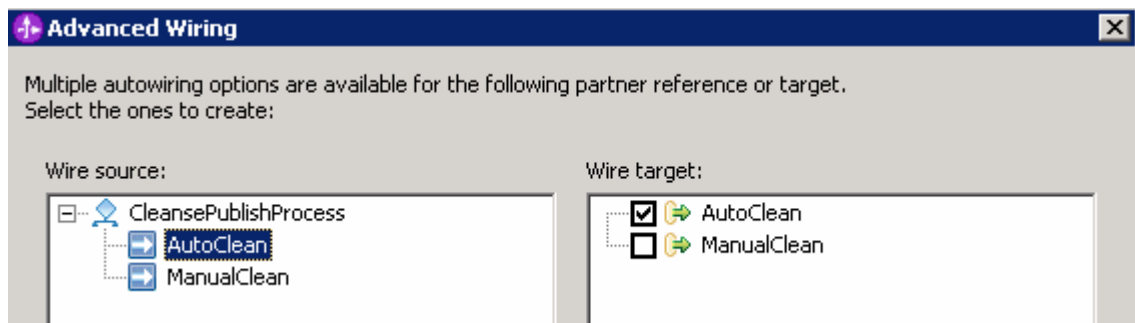 Advanced Wiring
Multiple autowiring options are available for the following partner reference or target.
Select the ones to create:
Wire source:
CleansePublishProcess
AutoClean
ManualClean
Wire target:
AutoClean
ManualClean